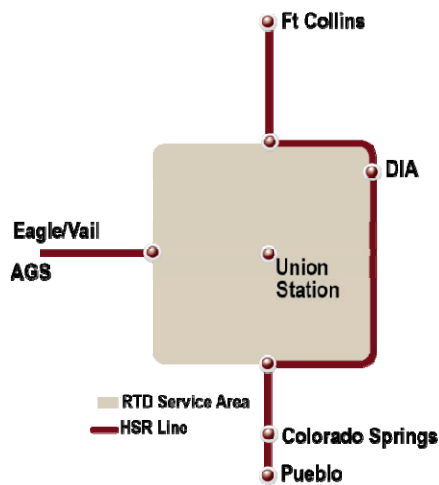 Ft Collins
DIA
Eagle/Vail
AGS
Union
Station
RTD Service Area
HSR Line
Colorado Springs
Pueblo